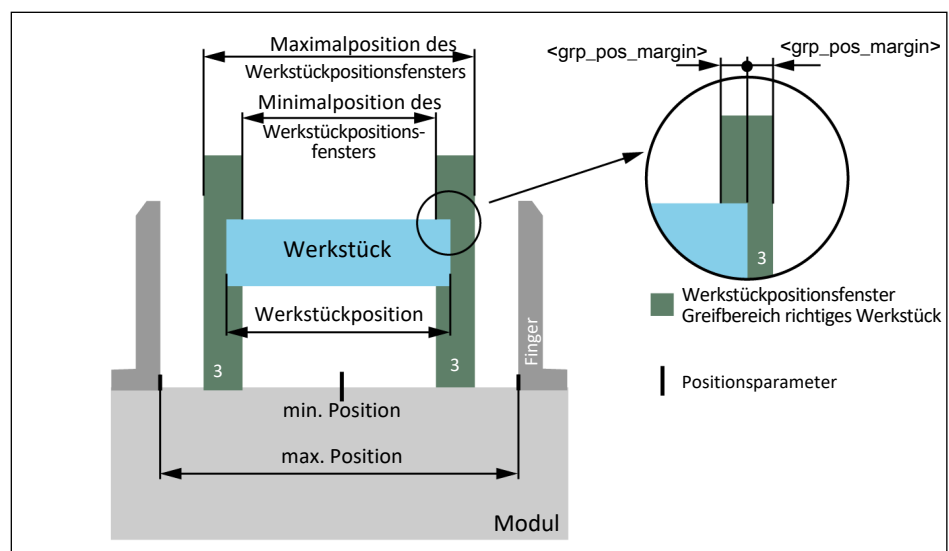 Maximalposition des
Werkstückpositionsfensters
Minimalposition des
Werkstückpositions-
fensters
<grp_pos_margin>
<grp_pos_margin>
Werkstück
Werkstückposition
3
3
3
Finger
Werkstückpositionsfenster
Greifbereich richtiges Werkstück
Positionsparameter
min. Position
max. Position
Modul